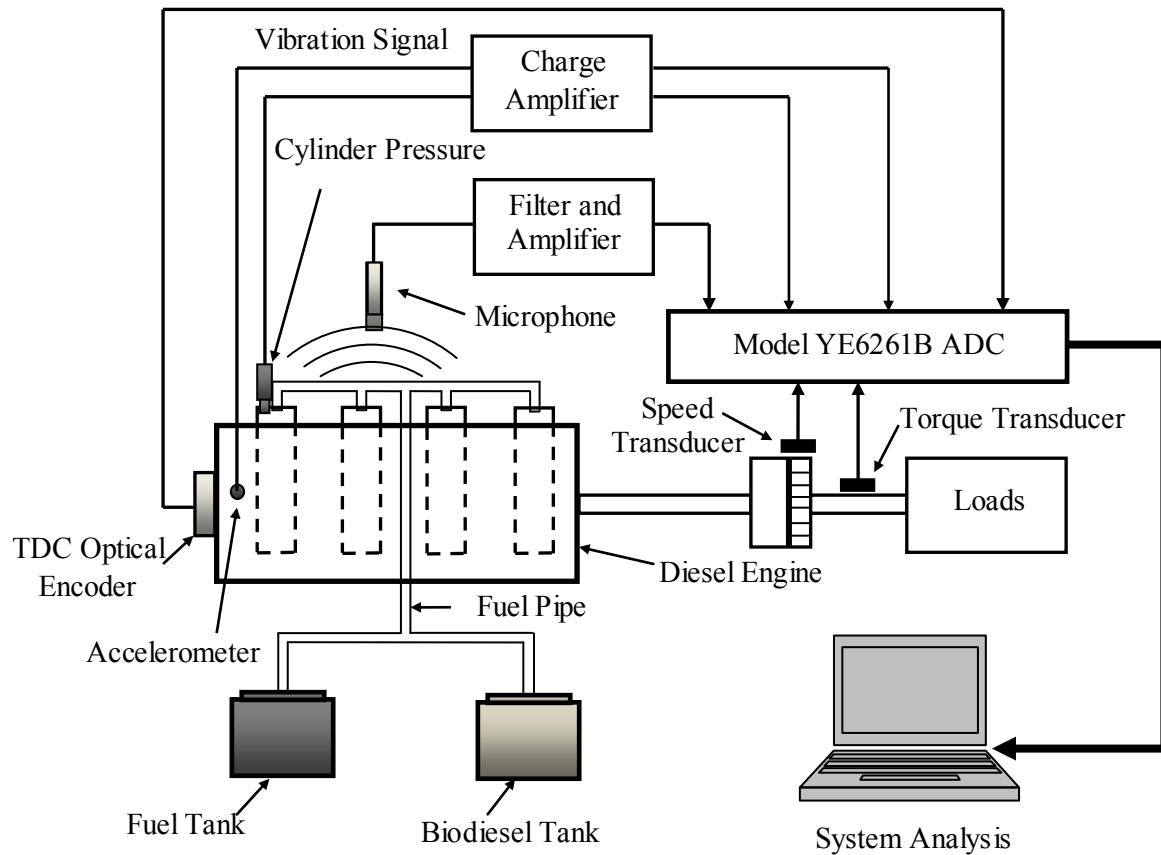 Vibration Signal
Charge
Amplifier
Cylinder Pressure
Filter and
Amplifier
Microphone
Model YE6261B ADC
Speed
Transducer
Torque Transducer
Loads
TDC Optical
Encoder
Diesel Engine
Fuel Pipe
Accelerometer
Fuel Tank
Biodiesel Tank
System Analysis